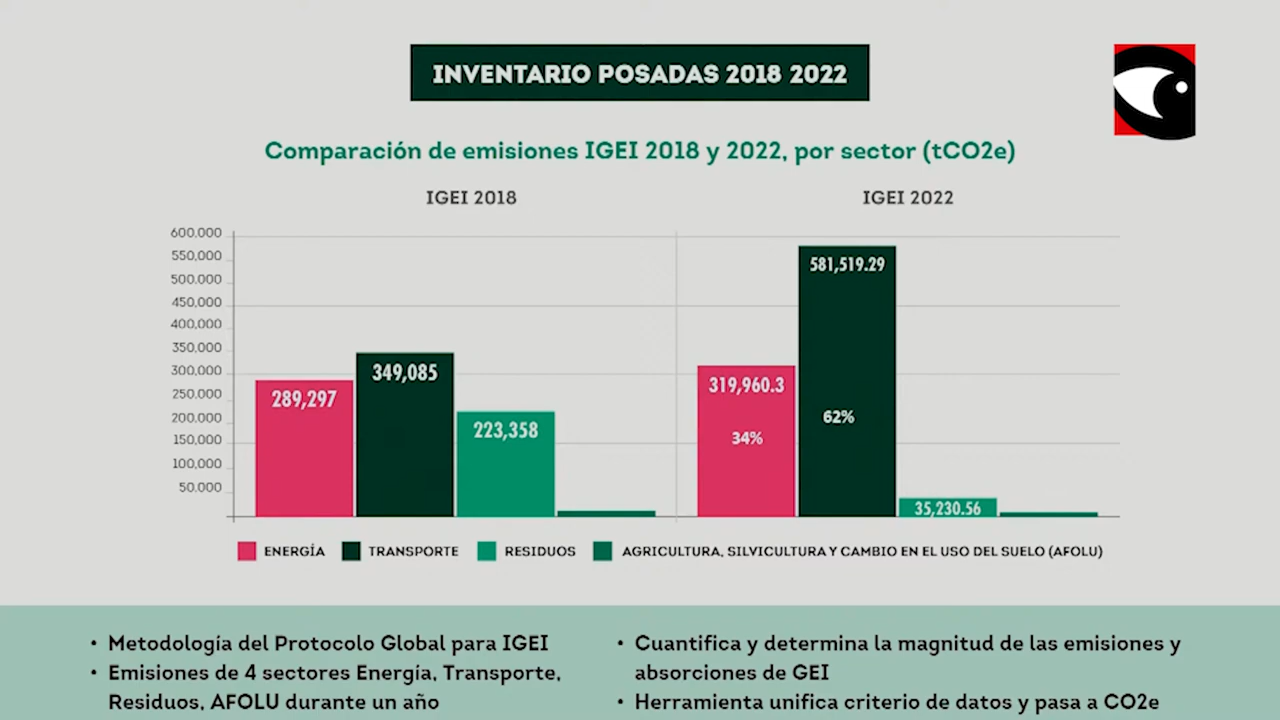 INVENTARIO POSADAS 2018 2022
Comparación de emisiones IGEI 2018 y 2022, por sector (tCO2e)
IGEI 2018
IGEI 2022
600.000
550,000
500,000
450,000
400,000
350,000
300,000
250,000
200,000
150,000
100,000
50.000
289,297
349,085
223,358
319,960.3
34%
581,519.29
62%
35,230.56
ENERGÍA
TRANSPORTE
RESIDUOS
AGRICULTURA, SILVICULTURA Y CAMBIO EN EL USO DEL SUELO (AFOLU)
• Metodología del Protocolo Global para IGEI
• Emisiones de 4 sectores Energía, Transporte,
Residuos, AFOLU durante un año
• Cuantifica y determina la magnitud de las emisiones y
absorciones de GEI
• Herramienta unifica criterio de datos y pasa a CO2e